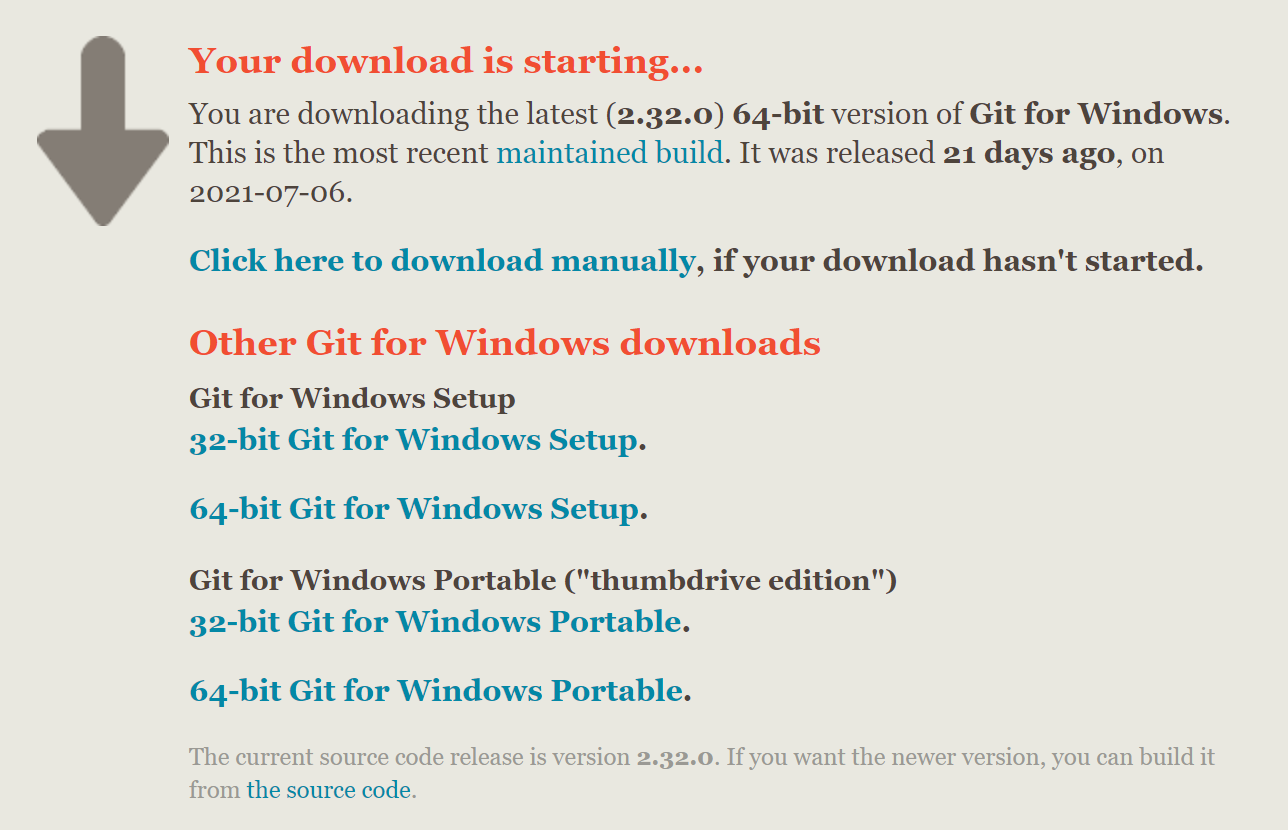 Your download is starting...
You are downloading the latest (2.32.0) 64-bit version of Git for Windows.
This is the most recent maintained build. It was released 21 days ago, on
2021-07-06.
Click here to download manually, if your download hasn't started.
Other Git for Windows downloads
Git for Windows Setup
32-bit Git for Windows Setup.
64-bit Git for Windows Setup.
Git for Windows Portable ("thumbdrive edition")
32-bit Git for Windows Portable.
64-bit Git for Windows Portable.
The current source code release is version 2.32.0. If you want the newer version, you can build it
from the source code.